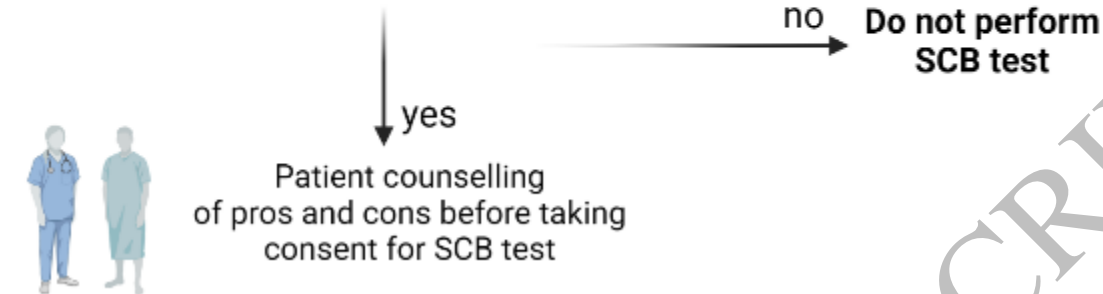 no
Do not perform
SCB test
yes
Patient counselling
of pros and cons before taking
consent for SCB test
CRI